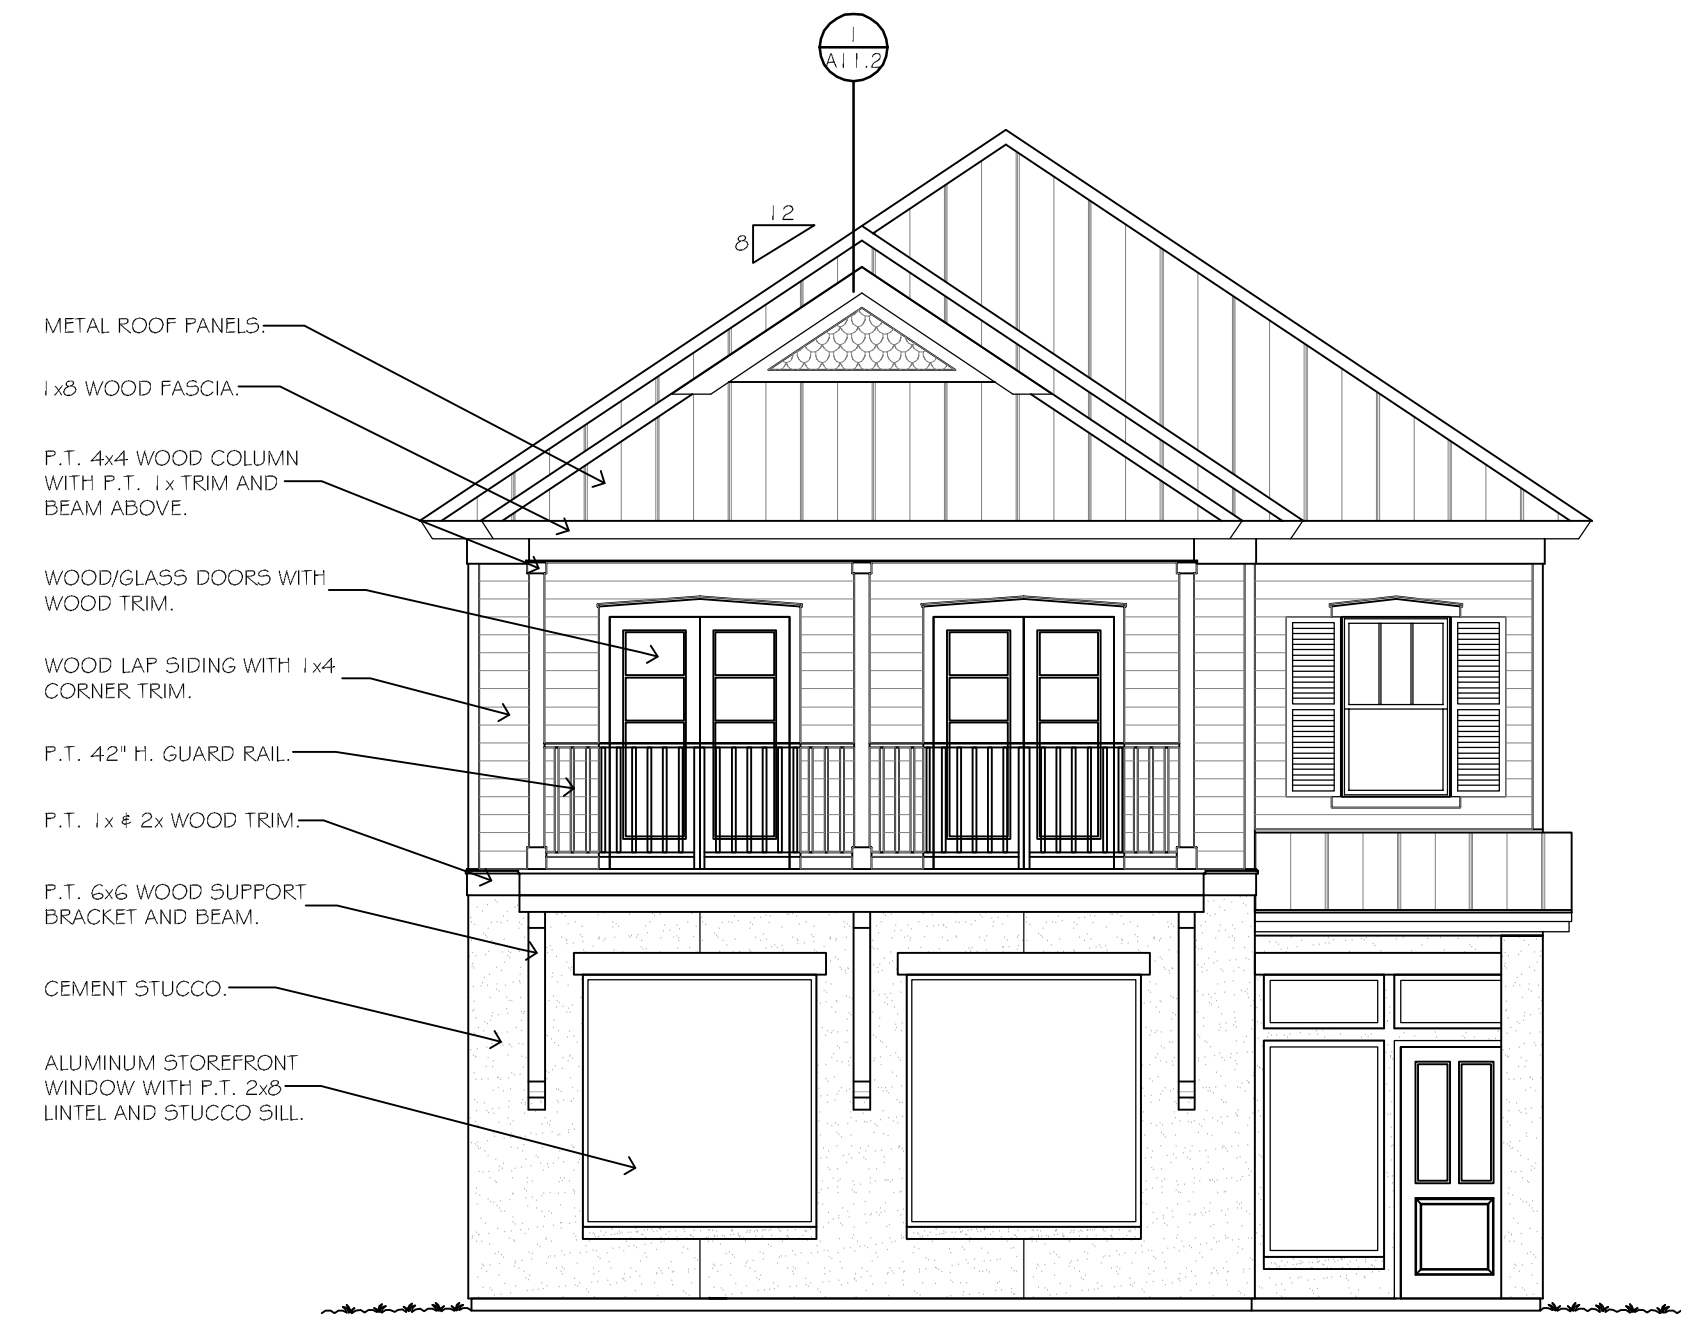 1
A11.2
12
8
METAL ROOF PANELS.
1x8 WOOD FASCIA.
P.T. 4x4 WOOD COLUMN
WITH P.T. 1x TRIM AND
BEAM ABOVE.
WOOD/GLASS DOORS WITH
WOOD TRIM.
WOOD LAP SIDING WITH 1x4
CORNER TRIM.
P.T. 42" H. GUARD RAIL.
P.T. 1x & 2x WOOD TRIM.
P.T. 6x6 WOOD SUPPORT
BRACKET AND BEAM.
CEMENT STUCCO.
ALUMINUM STOREFRONT
WINDOW WITH P.T. 2x8
LINTEL AND STUCCO SILL.